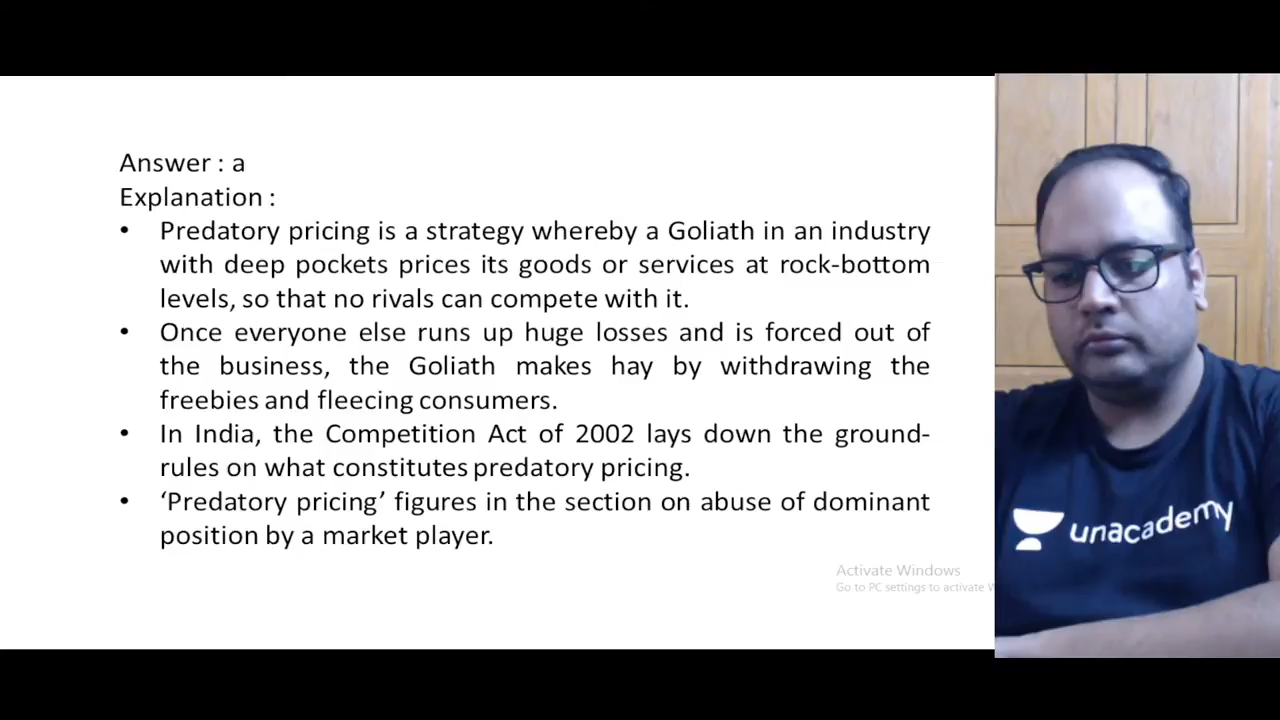 Answer : a
Explanation :
• Predatory pricing is a strategy whereby a Goliath in an industry
with deep pockets prices its goods or services at rock-bottom
levels, so that no rivals can compete with it.
• Once everyone else runs up huge losses and is forced out of
the business, the Goliath makes hay by withdrawing the
freebies and fleecing consumers.
• In India, the Competition Act of 2002 lays down the ground-
rules on what constitutes predatory pricing.
• ‘Predatory pricing’ figures in the section on abuse of dominant
position by a market player.
unacademy
Activate Windows
Go to PC settings to activate W